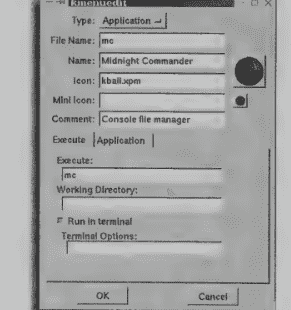 kmenuedit
Type: Application
File Name: mc
Name: Midnight Commander
Icon: kball.xpm
Mini Icon:
Comment: Console file manager
Execute Application
Execute:
mc
Working Directory:
Run in terminal
Terminal Options:
OK Cancel